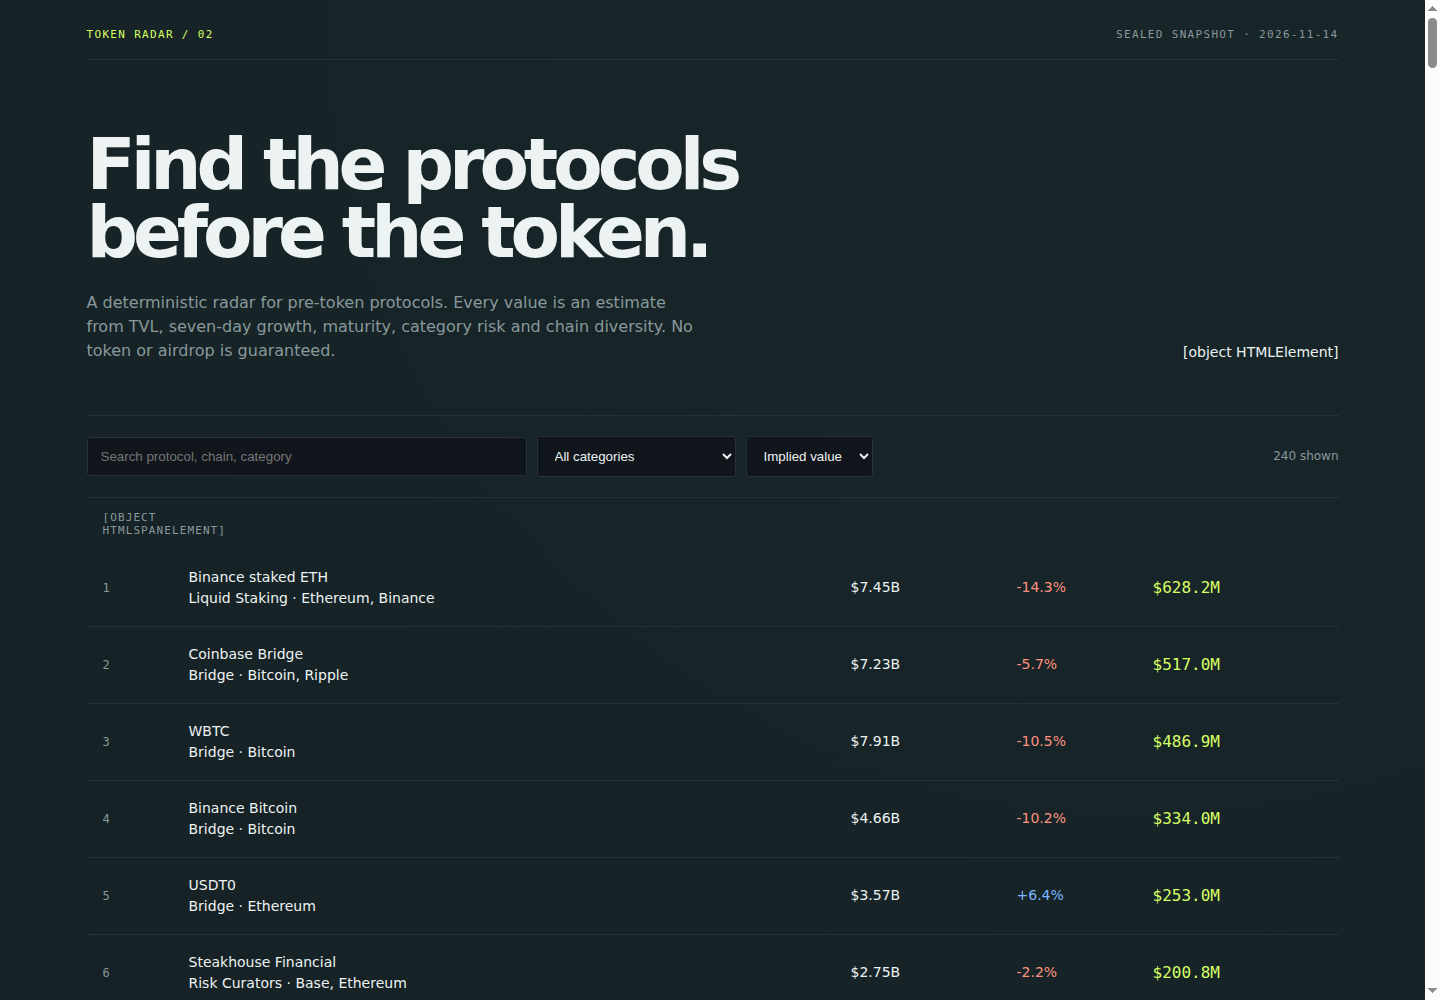 TOKEN RADAR / 02
SEALED SNAPSHOT · 2026-11-14
Find the protocols
before the token.
A deterministic radar for pre-token protocols. Every value is an estimate
from TVL, seven-day growth, maturity, category risk and chain diversity. No
token or airdrop is guaranteed.
[object HTMLElement]
Search protocol, chain, category
All categories
Implied value
240 shown
[OBJECT
HTMLSPANELEMENT]
1
Binance staked ETH
Liquid Staking · Ethereum, Binance
$7.45B
-14.3%
$628.2M
2
Coinbase Bridge
Bridge · Bitcoin, Ripple
$7.23B
-5.7%
$517.0M
3
WBTC
Bridge · Bitcoin
$7.91B
-10.5%
$486.9M
4
Binance Bitcoin
Bridge · Bitcoin
$4.66B
-10.2%
$334.0M
5
USDT0
Bridge · Ethereum
$3.57B
+6.4%
$253.0M
6
Steakhouse Financial
Risk Curators · Base, Ethereum
$2.75B
-2.2%
$200.8M